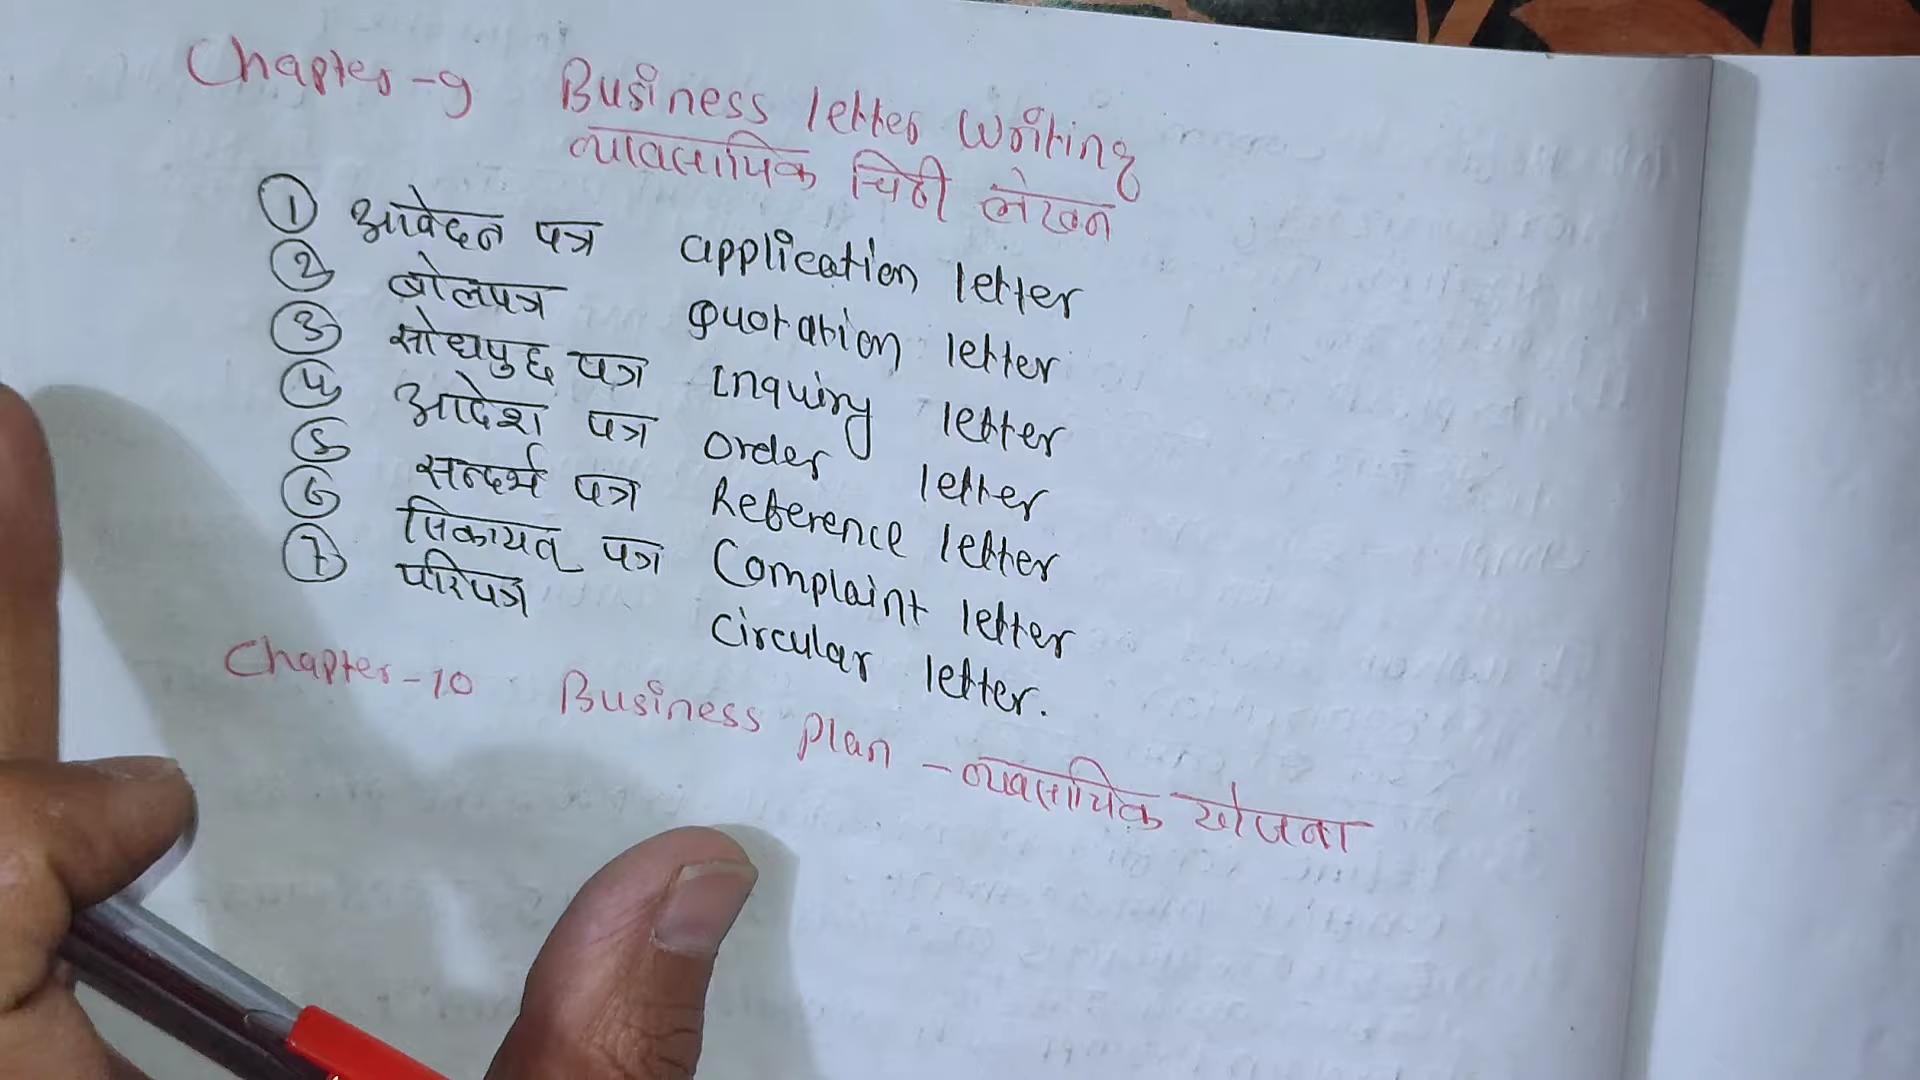 Chapter-9 Business letter Writing
व्यावसायिक चिठी लेखन
① आवेदन पत्र application letter
② बोलपत्र Quotation letter
③ सोधपुछ पत्र Inquiry letter
④ आदेश पत्र order letter
⑤ सन्दर्भ पत्र Reference letter
⑥ सिकायत पत्र Complaint letter
⑦ परिपत्र circular letter.
Chapter-10 Business plan - व्यवसायिक योजना